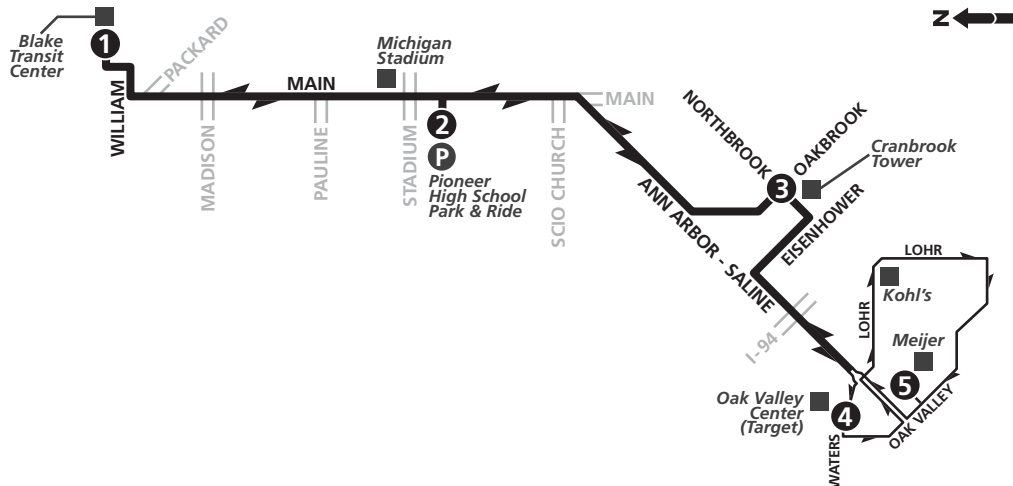 N
Blake
Transit
Center
1
WILLIAM
PACKARD
MADISON
MAIN
PAULINE
Michigan
Stadium
STADIUM
2
P
Pioneer
High School
Park & Ride
SCIO CHURCH
MAIN
ANN ARBOR - SALINE
NORTHBROOK
OAKBROOK
3
Cranbrook
Tower
EISENHOWER
I-94
LOHR
LOHR
Kohl's
Meijer
5
Oak Valley
Center
(Target)
4
WATERS
OAK VALLEY